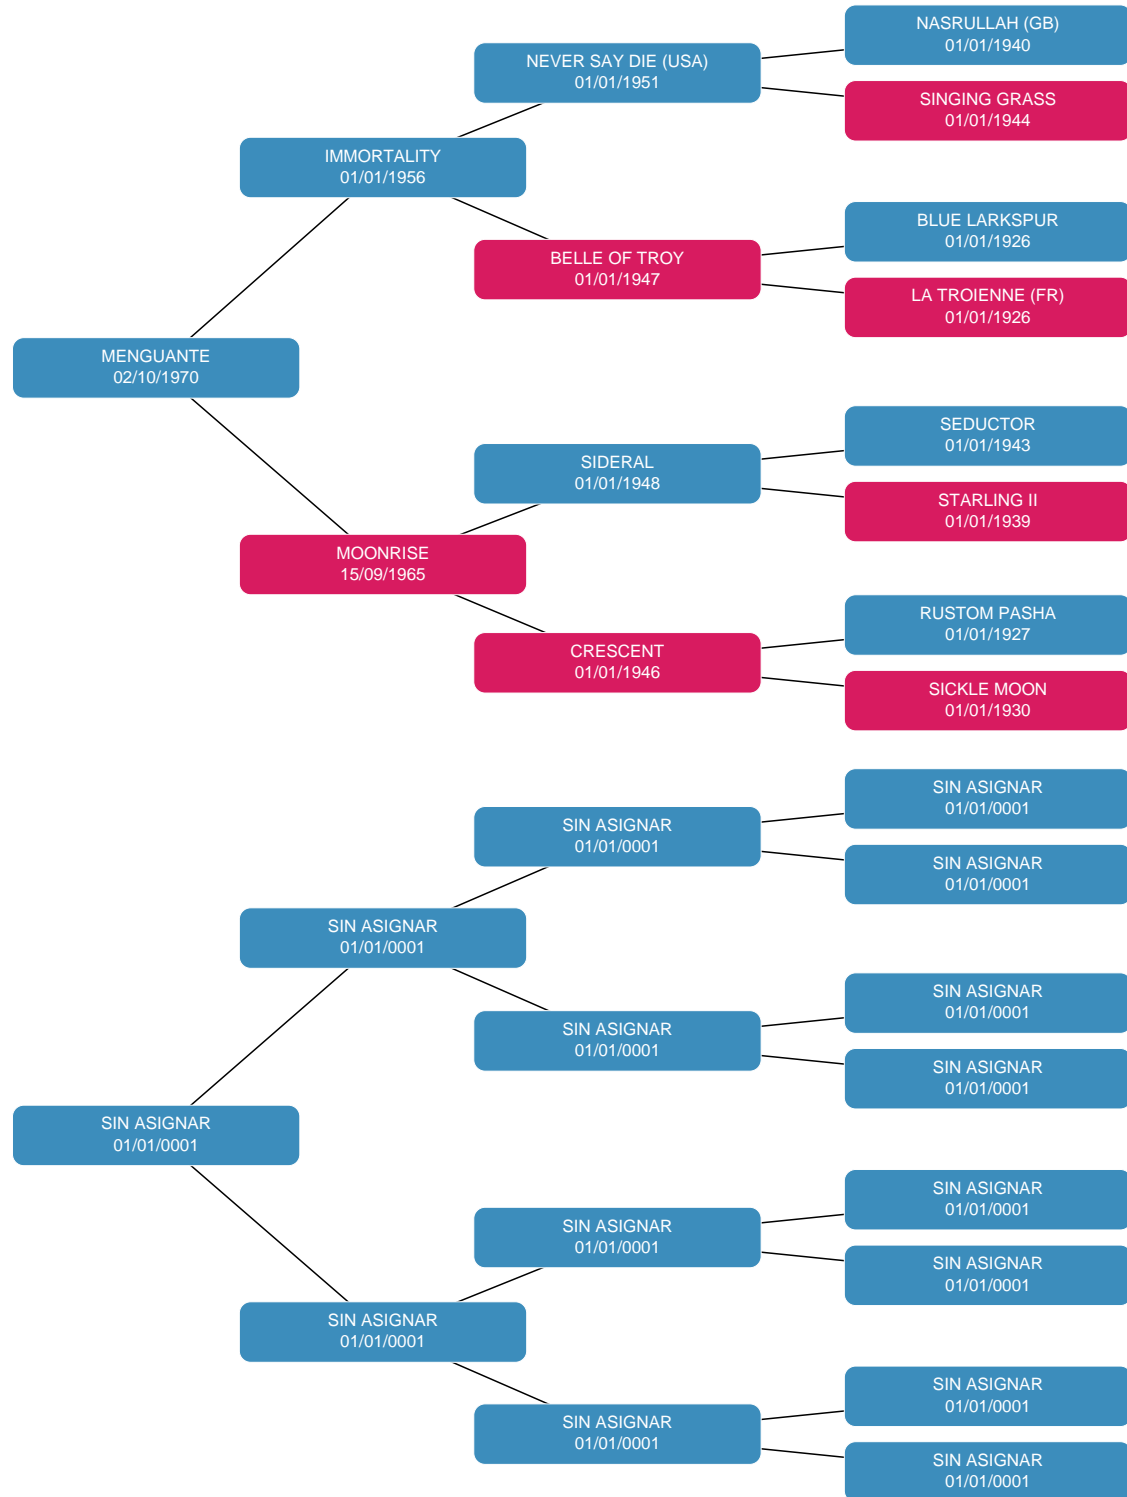 NASRULLAH (GB)
01/01/1940
NEVER SAY DIE (USA)
01/01/1951
SINGING GRASS
01/01/1944
IMMORTALITY
01/01/1956
BLUE LARKSPUR
01/01/1926
BELLE OF TROY
01/01/1947
LA TROIENNE (FR)
01/01/1926
MENGUANTE
02/10/1970
SEDUCTOR
01/01/1943
SIDERAL
01/01/1948
STARLING II
01/01/1939
MOONRISE
15/09/1965
RUSTOM PASHA
01/01/1927
CRESCENT
01/01/1946
SICKLE MOON
01/01/1930
SIN ASIGNAR
01/01/0001
SIN ASIGNAR
01/01/0001
SIN ASIGNAR
01/01/0001
SIN ASIGNAR
01/01/0001
SIN ASIGNAR
01/01/0001
SIN ASIGNAR
01/01/0001
SIN ASIGNAR
01/01/0001
SIN ASIGNAR
01/01/0001
SIN ASIGNAR
01/01/0001
SIN ASIGNAR
01/01/0001
SIN ASIGNAR
01/01/0001
SIN ASIGNAR
01/01/0001
SIN ASIGNAR
01/01/0001
SIN ASIGNAR
01/01/0001
SIN ASIGNAR
01/01/0001